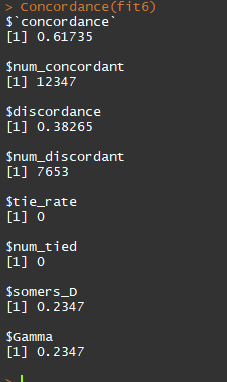 > Concordance(fit6)
$`concordance`
[1] 0.61735
$num_concordant
[1] 12347
$discordance
[1] 0.38265
$num_discordant
[1] 7653
$tie_rate
[1] 0
$num_tied
[1] 0
$somers_D
[1] 0.2347
$Gamma
[1] 0.2347
>